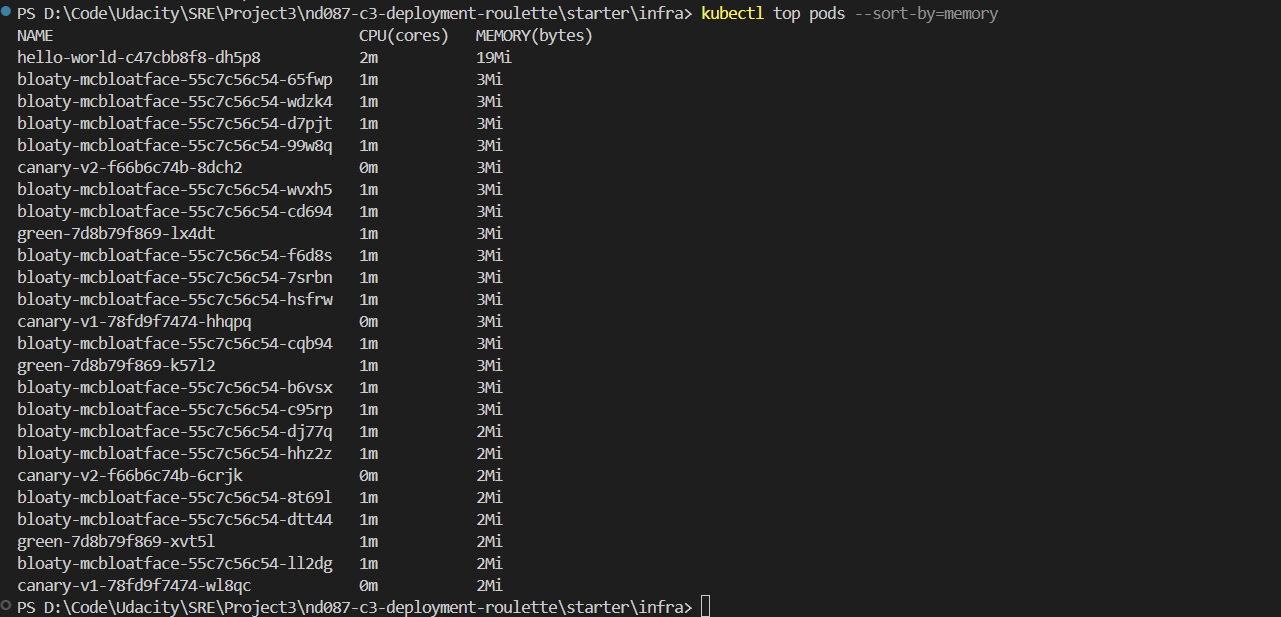 PS D:\Code\Udacity\SRE\Project3\nd087-c3-deployment-roulette\starter\infra> kubectl top pods --sort-by=memory
NAME CPU(cores) MEMORY(bytes)
hello-world-c47cbb8f8-dh5p8 2m 19Mi
bloaty-mcbloatface-55c7c56c54-65fwp 1m 3Mi
bloaty-mcbloatface-55c7c56c54-wdzk4 1m 3Mi
bloaty-mcbloatface-55c7c56c54-d7pjt 1m 3Mi
bloaty-mcbloatface-55c7c56c54-99w8q 1m 3Mi
canary-v2-f66b6c74b-8dch2 0m 3Mi
bloaty-mcbloatface-55c7c56c54-wvxh5 1m 3Mi
bloaty-mcbloatface-55c7c56c54-cd694 1m 3Mi
green-7d8b79f869-lx4dt 1m 3Mi
bloaty-mcbloatface-55c7c56c54-f6d8s 1m 3Mi
bloaty-mcbloatface-55c7c56c54-7srbn 1m 3Mi
bloaty-mcbloatface-55c7c56c54-hsfrw 1m 3Mi
canary-v1-78fd9f7474-hhqpq 0m 3Mi
bloaty-mcbloatface-55c7c56c54-cqb94 1m 3Mi
green-7d8b79f869-k57l2 1m 3Mi
bloaty-mcbloatface-55c7c56c54-b6vsx 1m 3Mi
bloaty-mcbloatface-55c7c56c54-c95rp 1m 3Mi
bloaty-mcbloatface-55c7c56c54-dj77q 1m 2Mi
bloaty-mcbloatface-55c7c56c54-hhz2z 1m 2Mi
canary-v2-f66b6c74b-6crjk 0m 2Mi
bloaty-mcbloatface-55c7c56c54-8t69l 1m 2Mi
bloaty-mcbloatface-55c7c56c54-dtt44 1m 2Mi
green-7d8b79f869-xvt5l 1m 2Mi
bloaty-mcbloatface-55c7c56c54-ll2dg 1m 2Mi
canary-v1-78fd9f7474-wl8qc 0m 2Mi
PS D:\Code\Udacity\SRE\Project3\nd087-c3-deployment-roulette\starter\infra>